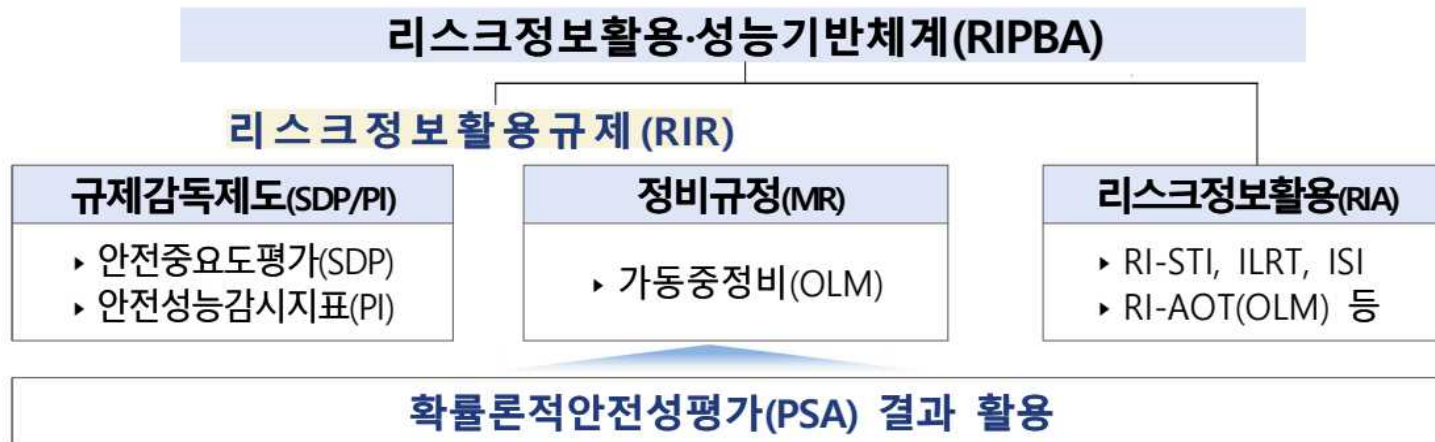 리스크정보활용·성능기반체계(RIPBA)
리스크정보활용규제(RIR)
규제감독제도(SDP/PI)
▸ 안전중요도평가(SDP)
▸ 안전성능감시지표(PI)
정비규정(MR)
▸ 가동중정비(OLM)
리스크정보활용(RIA)
▸ RI-STI, ILRT, ISI
▸ RI-AOT(OLM) 등
확률론적안전성평가(PSA) 결과 활용